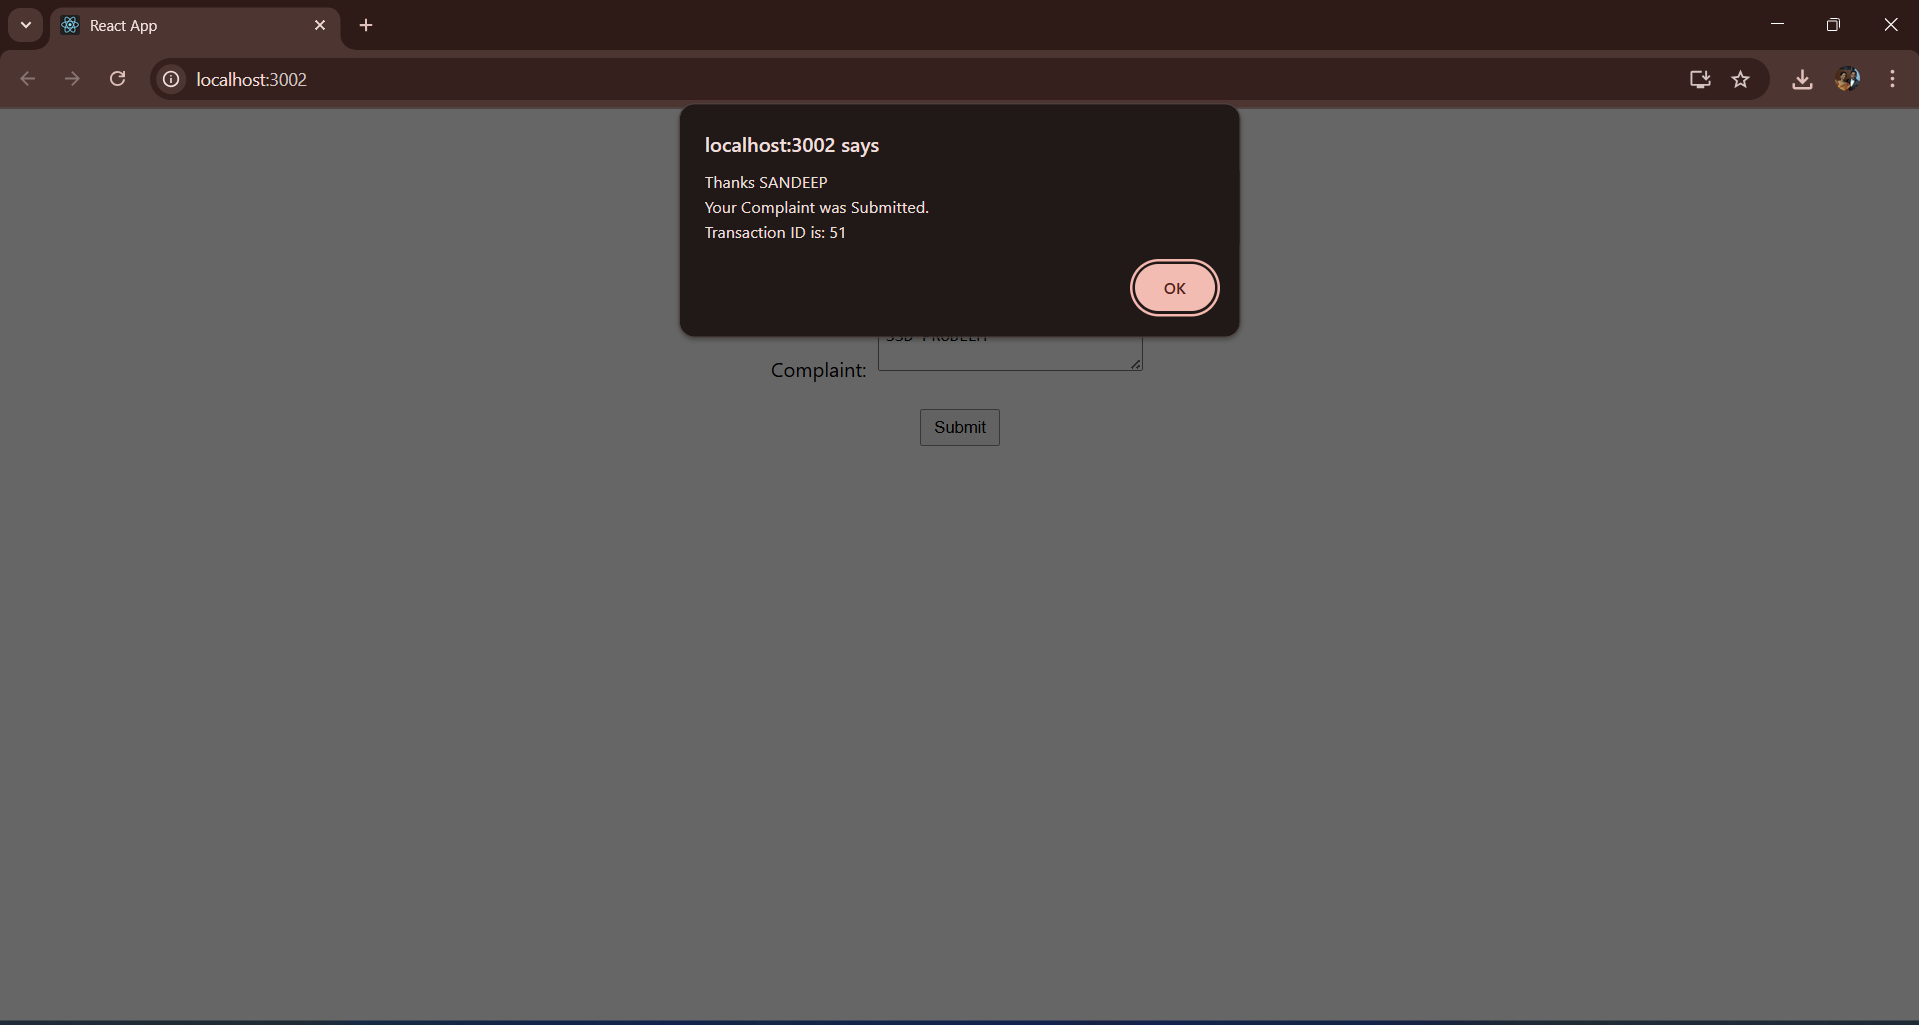 React App
localhost:3002
localhost:3002 says
Thanks SANDEEP
Your Complaint was Submitted.
Transaction ID is: 51
OK
Complaint:
Submit